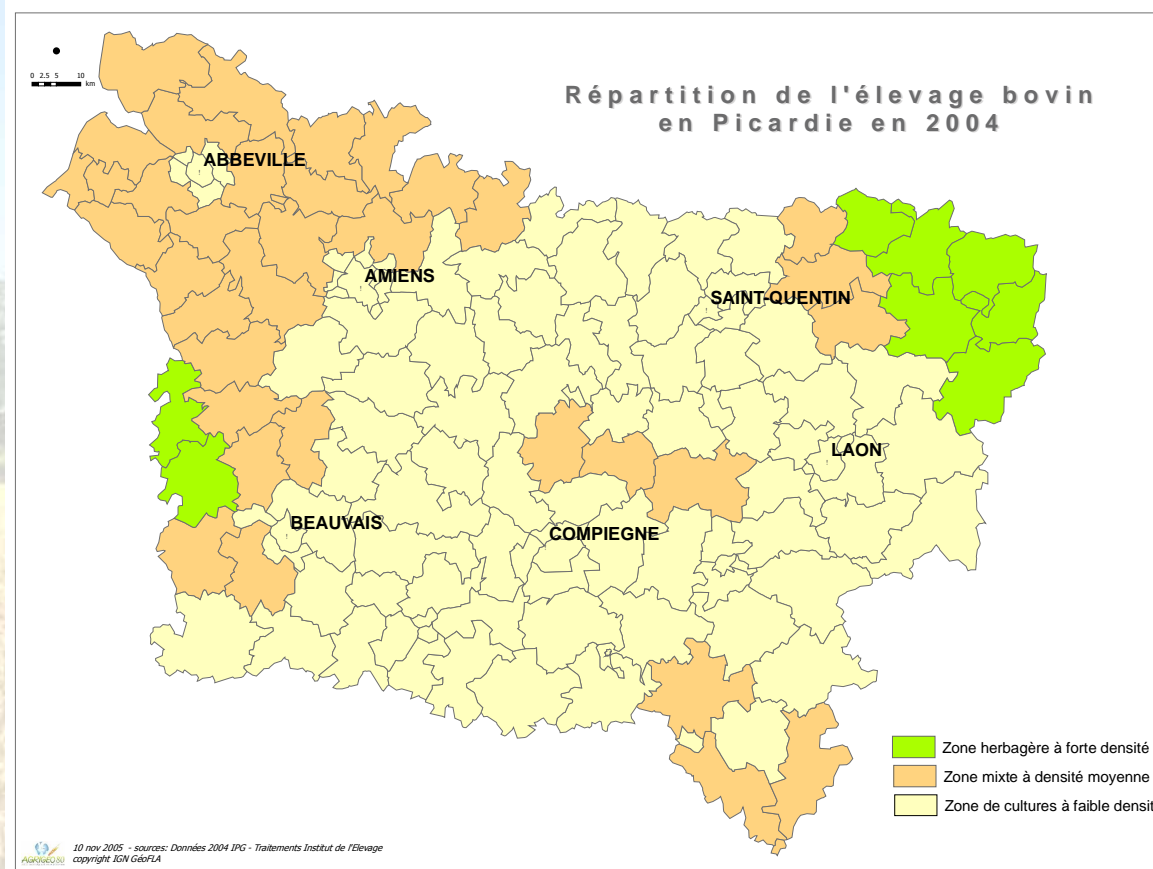 0 2.5 5 10
km
Répartition de l'élevage bovin
en Picardie en 2004
ABBEVILLE
AMIENS
SAINT-QUENTIN
LAON
BEAUVAIS
COMPIEGNE
Zone herbagère à forte densité
Zone mixte à densité moyenne
Zone de cultures à faible densit
10 nov 2005 - sources: Données 2004 IPG - Traitements Institut de l'Elevage
copyright IGN GéoFLA
AGRIGEO80